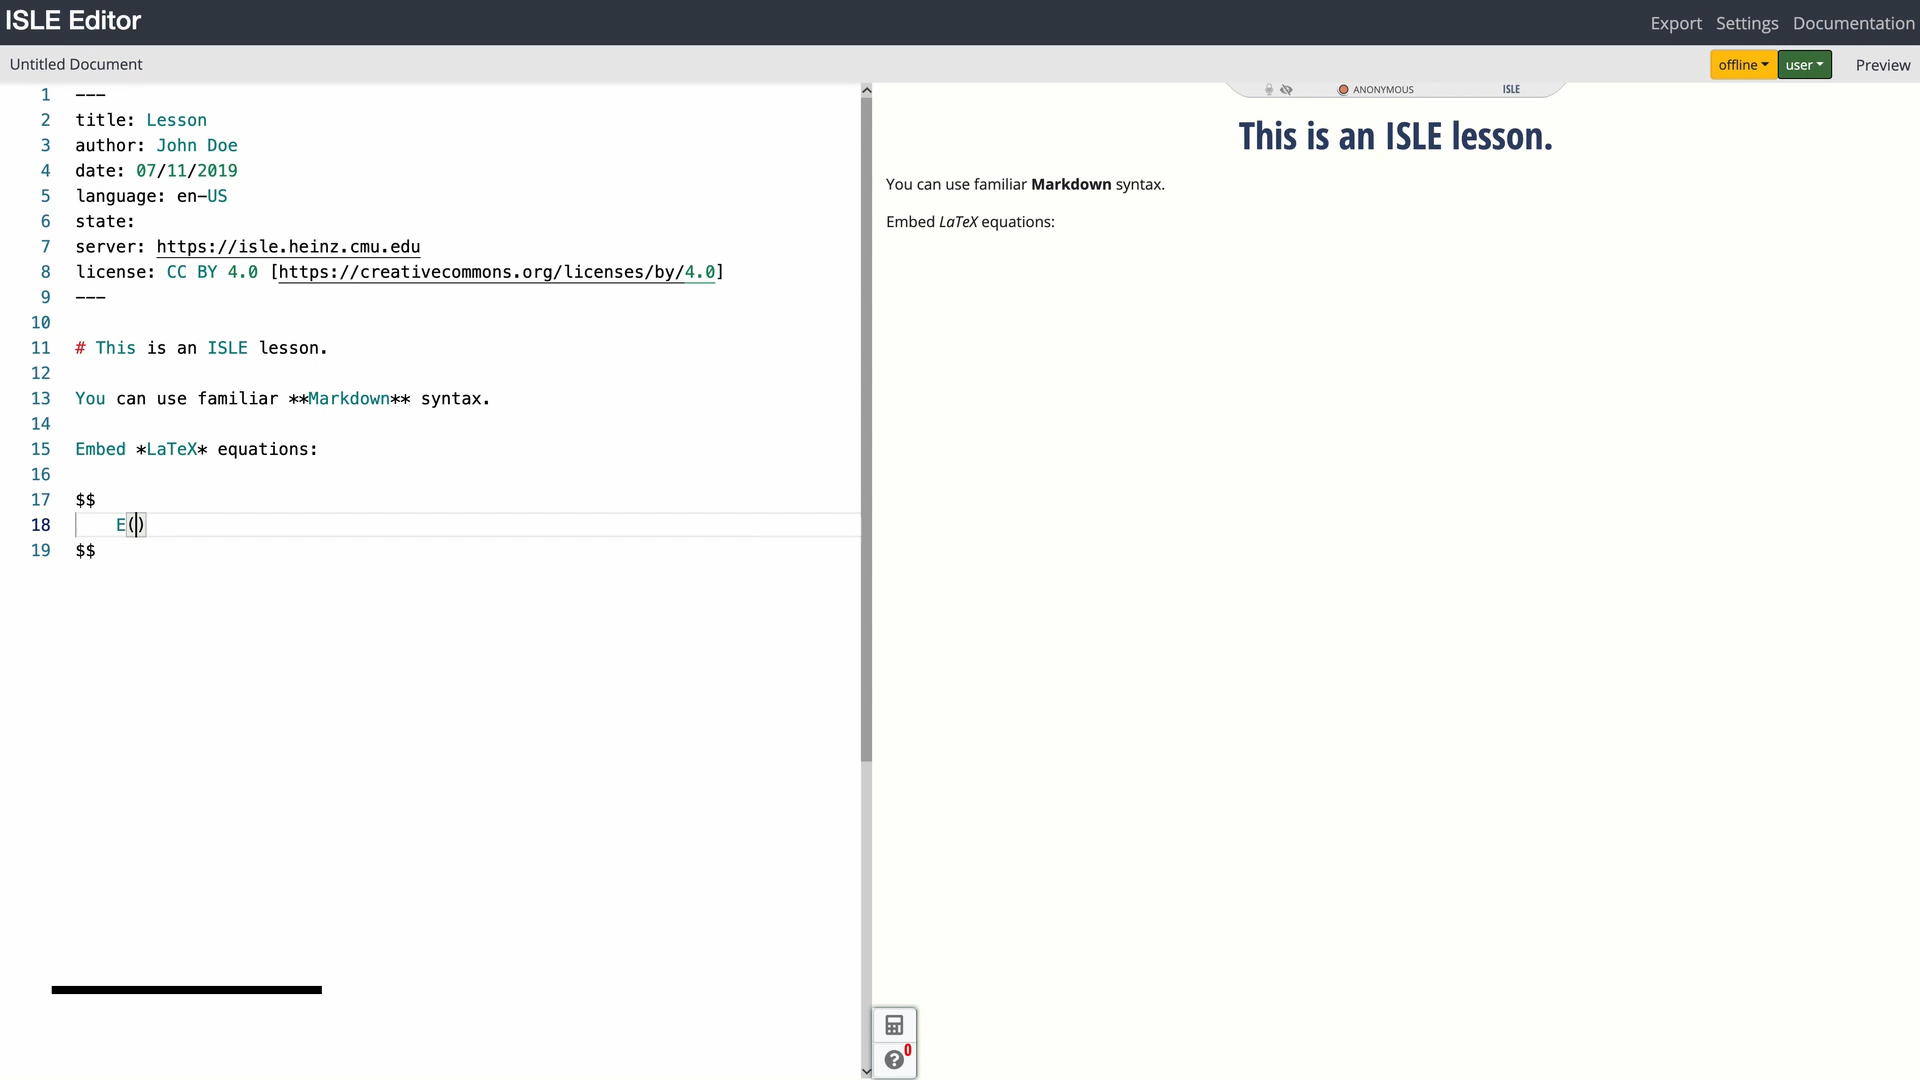 ISLE Editor
Export Settings Documentation
Untitled Document
offline user Preview
1 ---
2 title: Lesson
3 author: John Doe
4 date: 07/11/2019
5 language: en-US
6 state:
7 server: https://isle.heinz.cmu.edu
8 license: CC BY 4.0 [https://creativecommons.org/licenses/by/4.0]
9 ---
10
11 # This is an ISLE lesson.
12
13 You can use familiar **Markdown** syntax.
14
15 Embed *LaTeX* equations:
16
17 $$
18 E()
19 $$
ANONYMOUS ISLE
This is an ISLE lesson.
You can use familiar Markdown syntax.
Embed LaTeX equations:
0